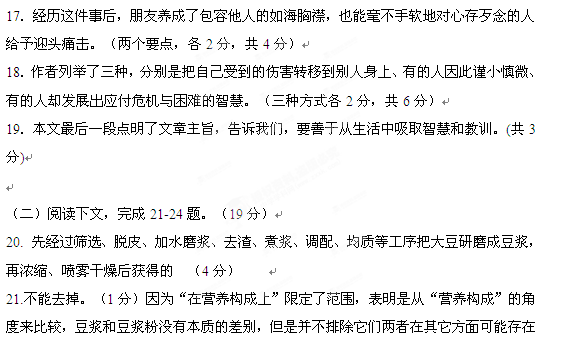 17．经历这件事后，朋友养成了包容他人的如海胸襟，也能毫不手软地对心存歹念的人
给予迎头痛击。（两个要点，各 2 分，共 4 分）
18．作者列举了三种，分别是把自己受到的伤害转移到别人身上、有的人因此谨小慎微、
有的人却发展出应付危机与困难的智慧。（三种方式各 2 分，共 6 分）
19．本文最后一段点明了文章主旨，告诉我们，要善于从生活中吸取智慧和教训。(共 3
分)
（二）阅读下文，完成 21-24 题。（19 分）
20. 先经过筛选、脱皮、加水磨浆、去渣、煮浆、调配、均质等工序把大豆研磨成豆浆，
再浓缩、喷雾干燥后获得的 （4 分）
21.不能去掉。（1 分）因为“在营养构成上”限定了范围，表明是从“营养构成”的角
度来比较，豆浆和豆浆粉没有本质的差别，但是并不排除它们两者在其它方面可能存在